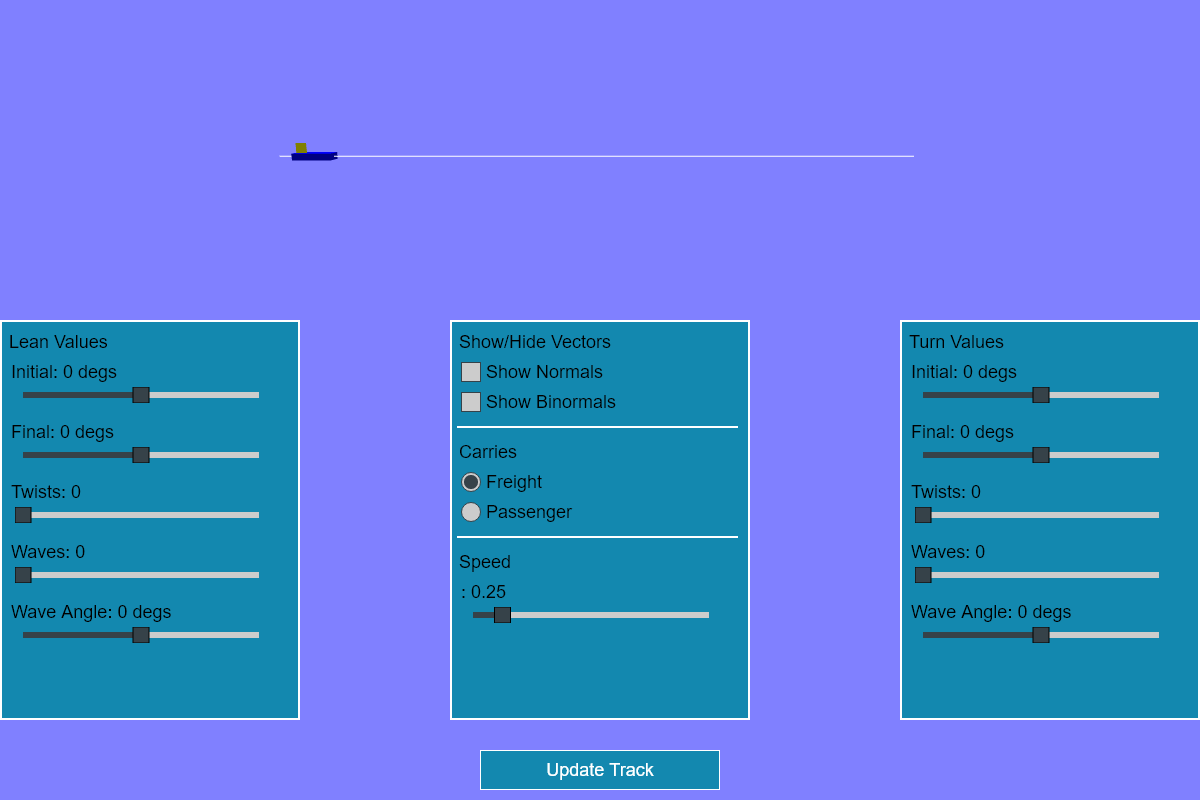 Lean Values
Initial: 0 degs
Final: 0 degs
Twists: 0
Waves: 0
Wave Angle: 0 degs
Show/Hide Vectors
Show Normals
Show Binormals
Carries
Freight
Passenger
Speed
: 0.25
Turn Values
Initial: 0 degs
Final: 0 degs
Twists: 0
Waves: 0
Wave Angle: 0 degs
Update Track